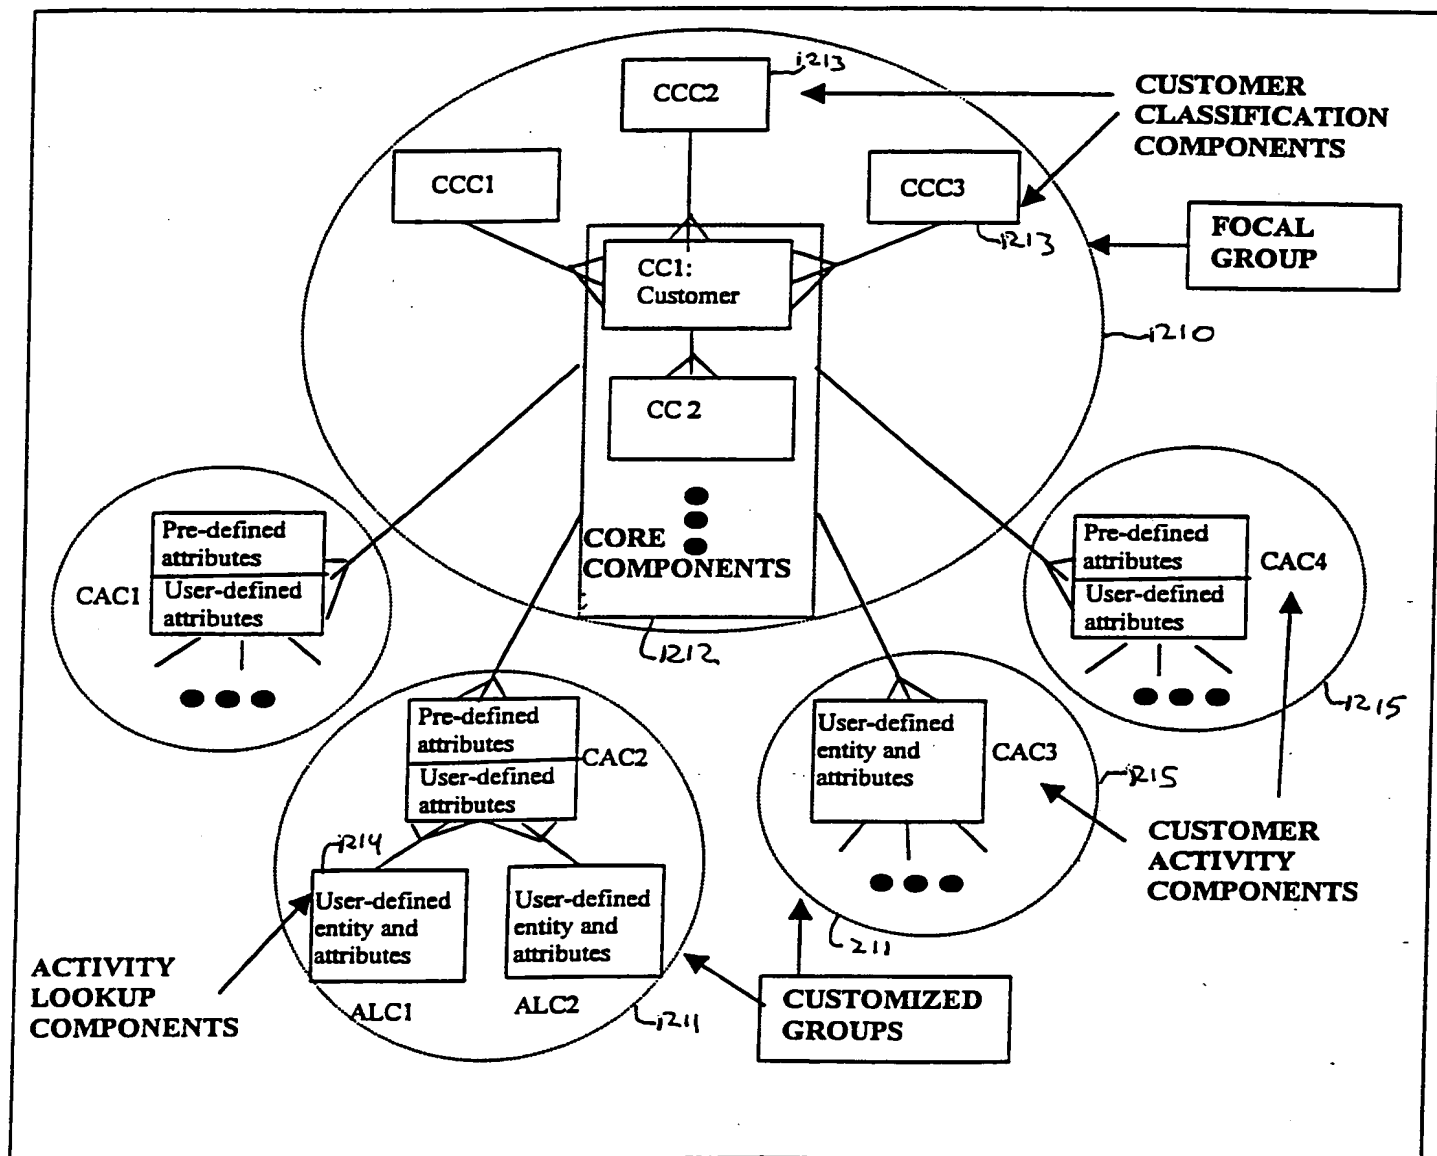 1213
CCC2
CUSTOMER
CLASSIFICATION
COMPONENTS
CCC1
CCC3
1213
FOCAL
GROUP
CC1:
Customer
1210
CC 2
CORE
COMPONENTS
1212
Pre-defined
attributes
User-defined
attributes
CAC1
Pre-defined
attributes
User-defined
attributes
CAC4
1215
Pre-defined
attributes
User-defined
attributes
CAC2
User-defined
entity and
attributes
CAC3
1215
CUSTOMER
ACTIVITY
COMPONENTS
1214
User-defined
entity and
attributes
ALC1
User-defined
entity and
attributes
ALC2
1211
1211
ACTIVITY
LOOKUP
COMPONENTS
CUSTOMIZED
GROUPS